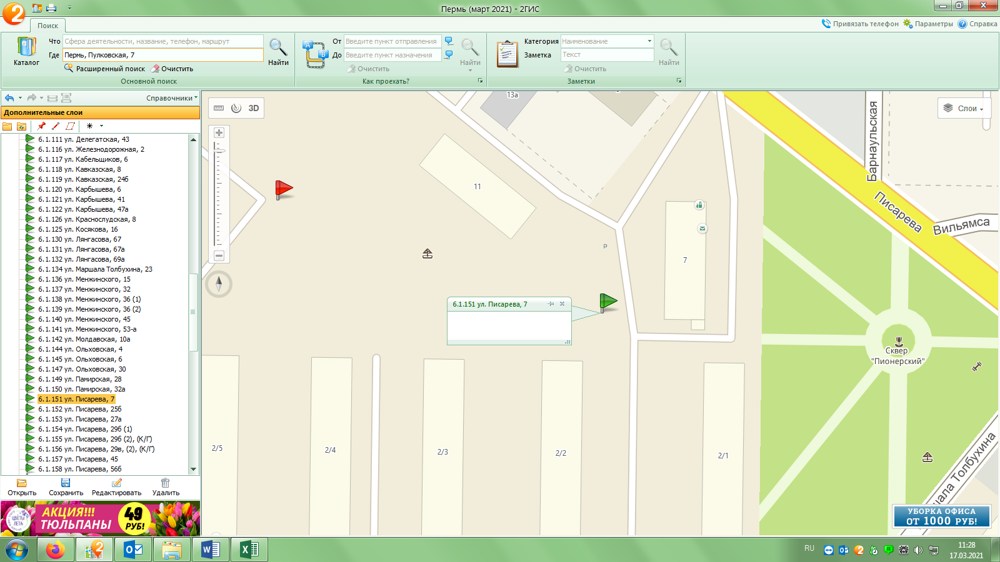 Пермь (март 2021) - 2ГИС
Поиск
Привязать телефон
Параметры
Справка
Каталог
Что
Сфера деятельности, название, телефон, маршрут
Где
Пермь, Пулковская, 7
Найти
Расширенный поиск
Очистить
Основной поиск
От
Введите пункт отправления
До
Введите пункт назначения
Найти
Очистить
Как проехать?
Категория
Наименование
Заметка
Текст
Найти
Очистить
Заметки
Справочники
Дополнительные слои
6.1.111 ул. Делегатская, 43
6.1.116 ул. Железнодорожная, 2
6.1.117 ул. Кабельщиков, 6
6.1.118 ул. Кавказская, 8
6.1.119 ул. Кавказская, 24б
6.1.120 ул. Карбышева, 6
6.1.121 ул. Карбышева, 41
6.1.122 ул. Карбышева, 47а
6.1.126 ул. Краснослудская, 8
6.1.125 ул. Косякова, 16
6.1.130 ул. Лянгасова, 67
6.1.131 ул. Лянгасова, 67а
6.1.132 ул. Лянгасова, 69а
6.1.134 ул. Маршала Толбухина, 23
6.1.136 ул. Менжинского, 15
6.1.137 ул. Менжинского, 32
6.1.138 ул. Менжинского, 36 (1)
6.1.139 ул. Менжинского, 36 (2)
6.1.140 ул. Менжинского, 45
6.1.141 ул. Менжинского, 53-а
6.1.142 ул. Молдавская, 10а
6.1.144 ул. Ольховская, 4
6.1.145 ул. Ольховская, 6
6.1.147 ул. Ольховская, 30
6.1.149 ул. Памирская, 28
6.1.150 ул. Памирская, 32а
6.1.151 ул. Писарева, 7
6.1.152 ул. Писарева, 25б
6.1.153 ул. Писарева, 27а
6.1.154 ул. Писарева, 29б (1)
6.1.155 ул. Писарева, 29б (2), (К/Г)
6.1.156 ул. Писарева, 29в, (2), (К/Г)
6.1.157 ул. Писарева, 45
6.1.158 ул. Писарева, 56б
Открыть
Сохранить
Редактировать
Удалить
ЦВЕТЫ
ЛЕТА
АКЦИЯ!!!
ТЮЛЬПАНЫ
49
РУБ!
3D
Слои
13а
11
7
P
6.1.151 ул. Писарева, 7
2/5
2/4
2/3
2/2
2/1
Барнаульская
Писарева
Вильямса
Сквер
"Пионерский"
шала Толбухина
УБОРКА ОФИСА
ОТ 1000 РУБ!
RU
11:28
17.03.2021